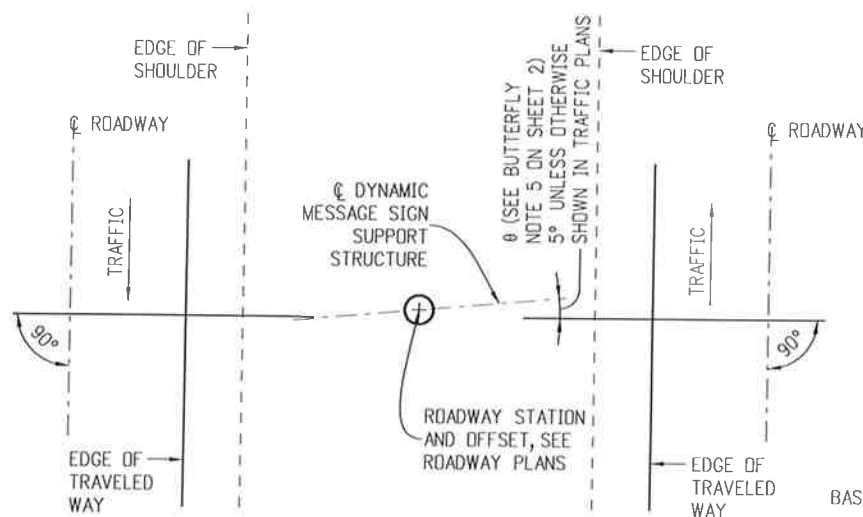 EDGE OF
SHOULDER
℄ ROADWAY
TRAFFIC
90°
EDGE OF
TRAVELED
WAY
℄ DYNAMIC
MESSAGE SIGN
SUPPORT
STRUCTURE
θ (SEE BUTTERFLY
NOTE 5 ON SHEET 2)
5° UNLESS OTHERWISE
SHOWN IN TRAFFIC PLANS
ROADWAY STATION
AND OFFSET, SEE
ROADWAY PLANS
EDGE OF
SHOULDER
℄ ROADWAY
TRAFFIC
90°
EDGE OF
TRAVELED
WAY
BAS